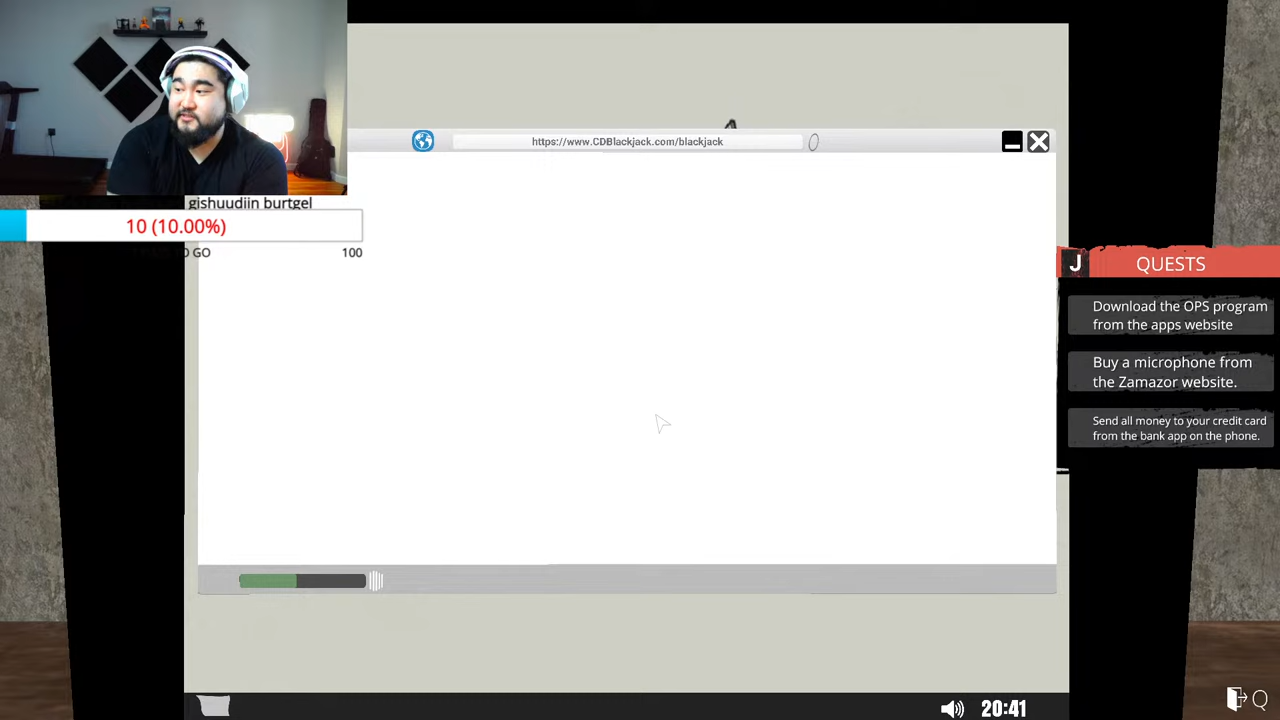 https://www.CDBlackjack.com/blackjack
gishuudiin burtgel
10 (10.00%)
TO GO
100
J
QUESTS
Download the OPS program
from the apps website
Buy a microphone from
the Zamazor website.
Send all money to your credit card
from the bank app on the phone.
20:41
Q